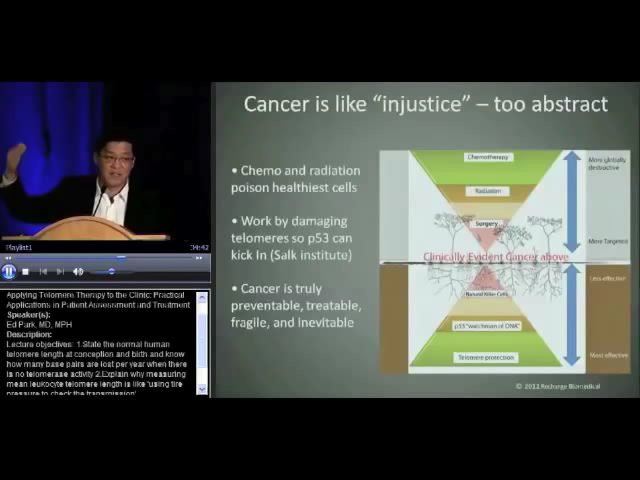 Cancer is like “injustice” – too abstract
• Chemo and radiation
poison healthiest cells
• Work by damaging
telomeres so p53 can
kick In (Salk institute)
• Cancer is truly
preventable, treatable,
fragile, and Inevitable
Chemotherapy
Radiation
Surgery
Clinically Evident Cancer above
Natural Killer Cells
p53 "watchman of DNA"
Telomere protection
More globally
destructive
More Targeted
Less effective
Most effective
© 2012 Recharge Biomedical
Playlist1
04:42
Applying Telomere Therapy to the Clinic: Practical
Applications in Patient Assessment and Treatment
Speaker(s):
Ed Park, MD, MPH
Description:
Lecture objectives: 1.State the normal human
telomere length at conception and birth and know
how many base pairs are lost per year when there
is no telomerase activity 2.Explain why measuring
mean leukocyte telomere length is like 'using tire
pressure to check the transmission'